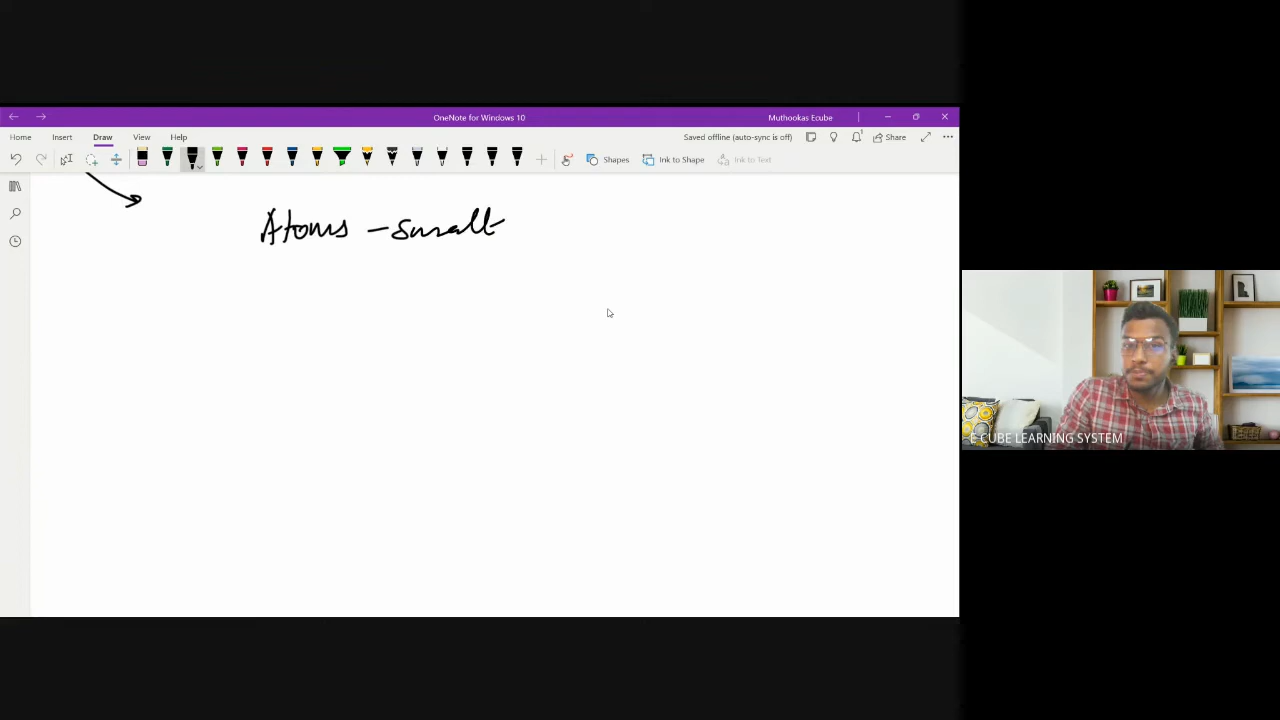 OneNote for Windows 10
Muthookas Ecube
Home Insert Draw View Help
Saved offline (auto-sync is off)
1
Share
Shapes
Ink to Shape
Ink to Text
Atoms - small
E CUBE LEARNING SYSTEM